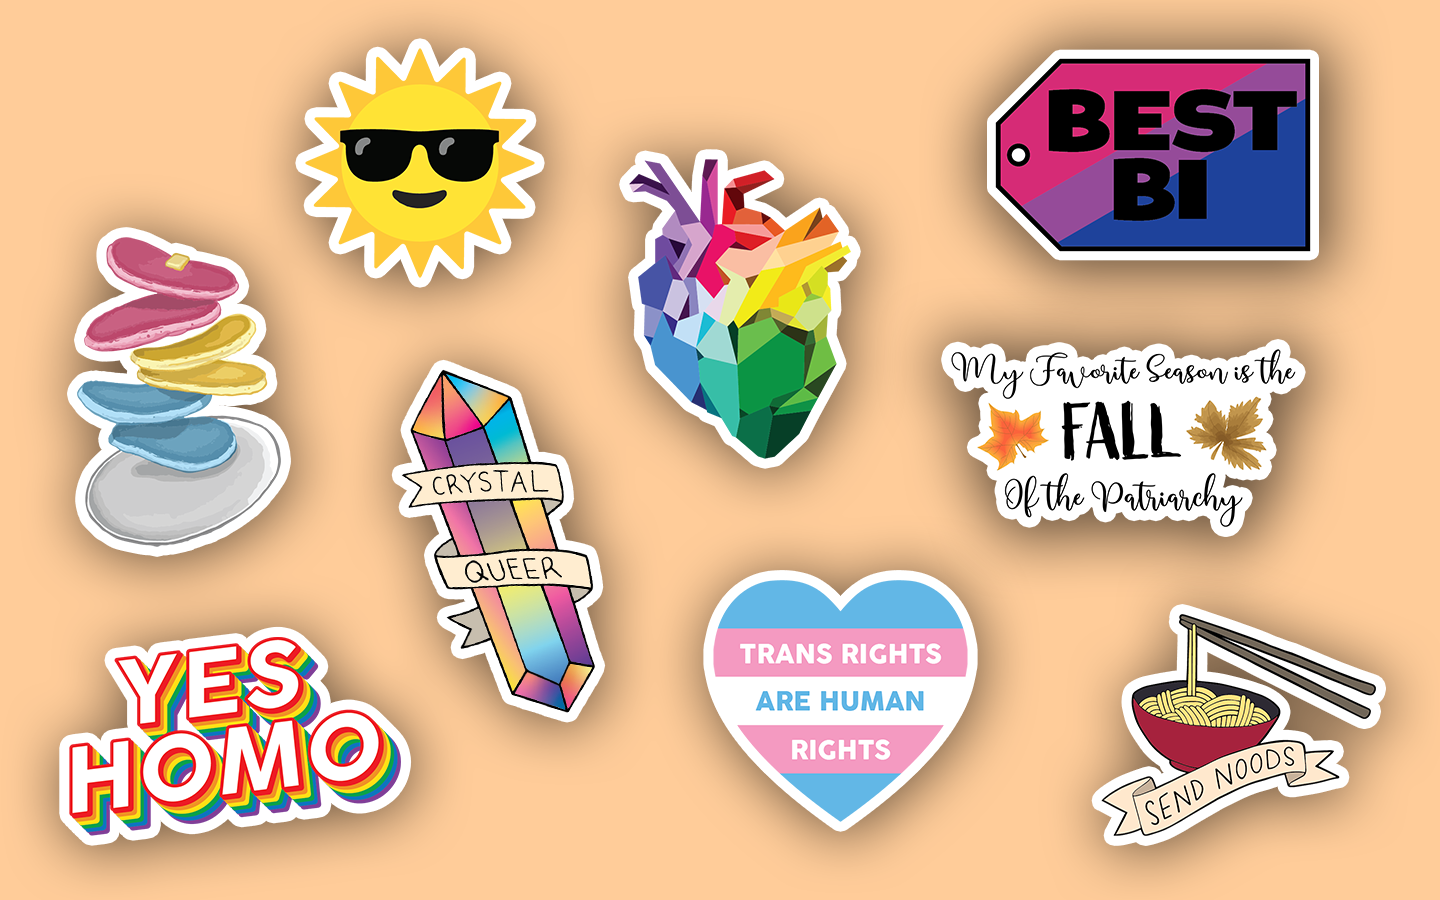 BEST
BI
My Favorite Season is the
FALL
Of the Patriarchy
CRYSTAL
QUEER
YES
HOMO
TRANS RIGHTS
ARE HUMAN
RIGHTS
SEND NOODS